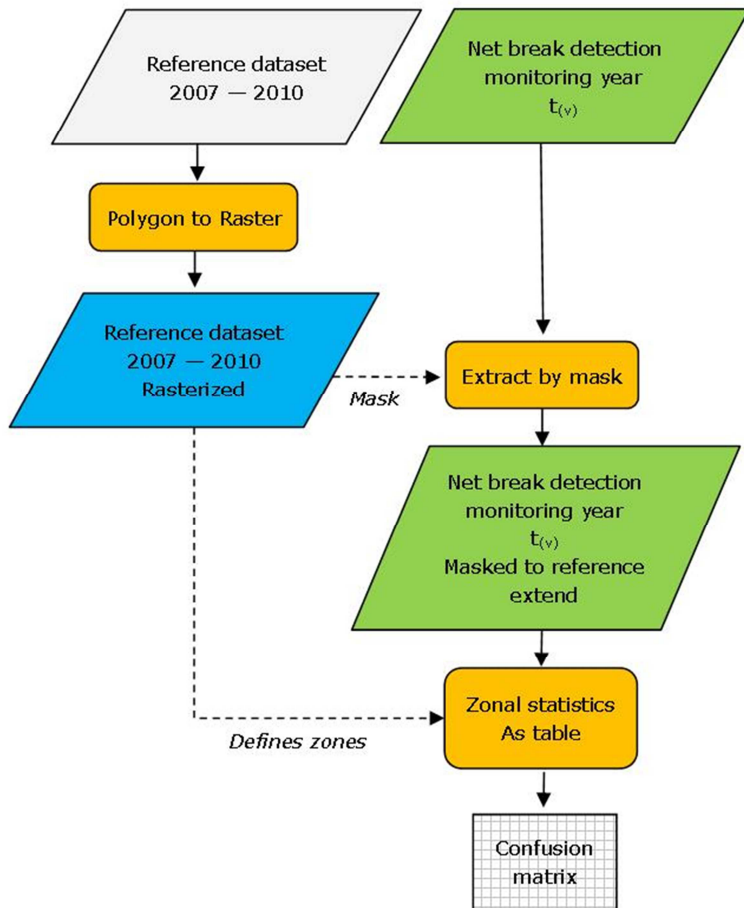 Reference dataset
2007 — 2010
Net break detection
monitoring year
t(v)
Polygon to Raster
Reference dataset
2007 — 2010
Rasterized
Mask
Extract by mask
Net break detection
monitoring year
t(v)
Masked to reference
extend
Defines zones
Zonal statistics
As table
Confusion
matrix